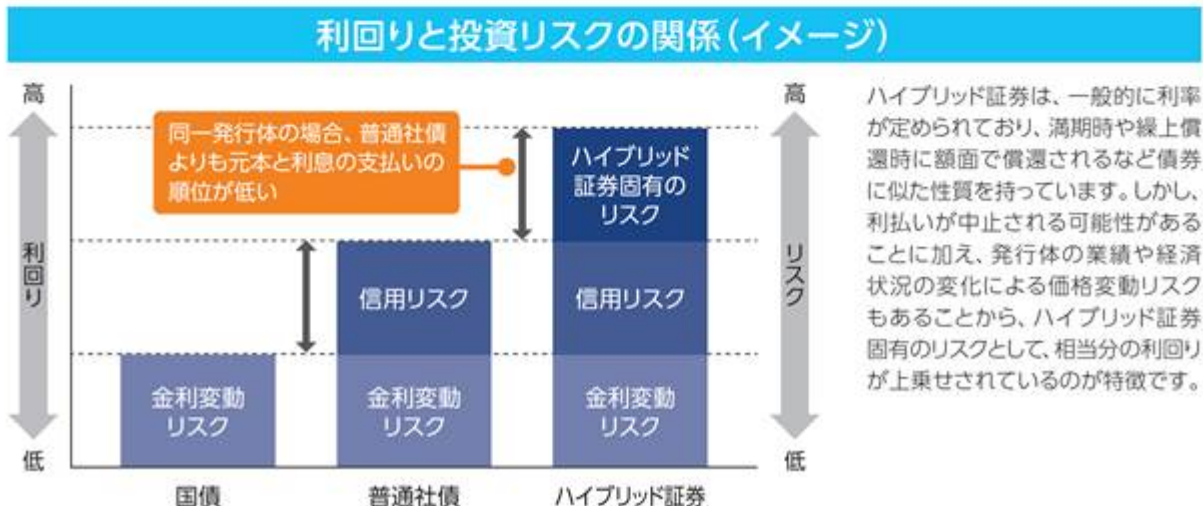 利回りと投資リスクの関係(イメージ)
高
利回り
低
同一発行体の場合、普通社債
よりも元本と利息の支払いの
順位が低い
金利変動
リスク
国債
信用リスク
金利変動
リスク
普通社債
ハイブリッド
証券固有の
リスク
信用リスク
金利変動
リスク
ハイブリッド証券
高
リスク
低
ハイブリッド証券は、一般的に利率
が定められており、満期時や繰上償
還時に額面で償還されるなど債券
に似た性質を持っています。しかし、
利払いが中止される可能性がある
ことに加え、発行体の業績や経済
状況の変化による価格変動リスク
もあることから、ハイブリッド証券
固有のリスクとして、相当分の利回り
が上乗せされているのが特徴です。